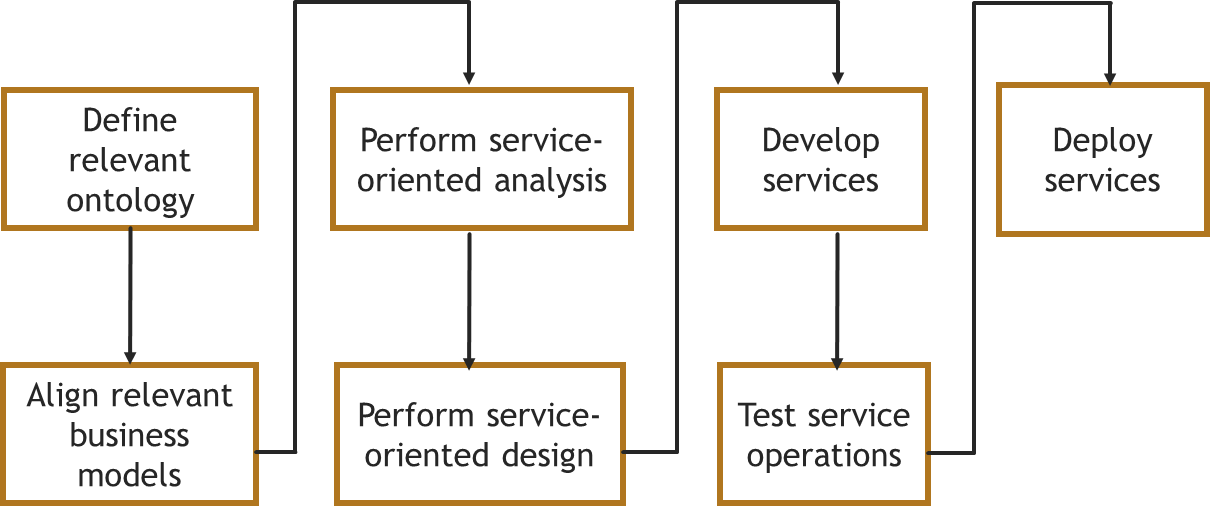 Define
relevant
ontology
Align relevant
business
models
Perform service-
oriented analysis
Perform service-
oriented design
Develop
services
Test service
operations
Deploy
services